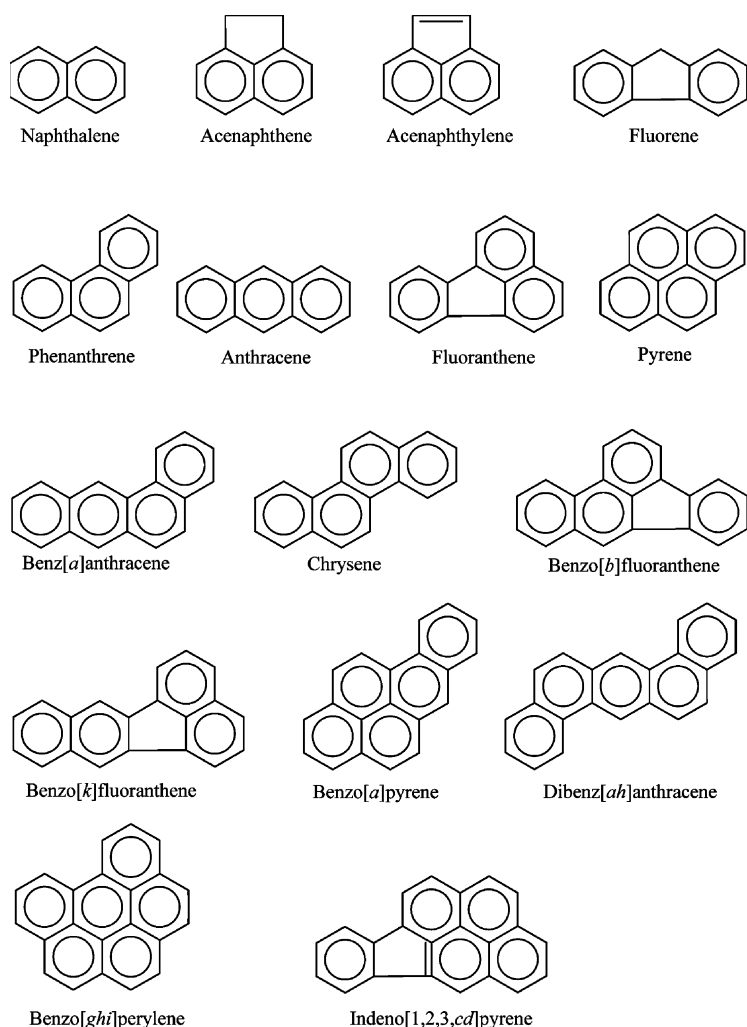 Naphthalene
Acenaphthene
Acenaphthylene
Fluorene
Phenanthrene
Anthracene
Fluoranthene
Pyrene
Benz[a]anthracene
Chrysene
Benzo[b]fluoranthene
Benzo[k]fluoranthene
Benzo[a]pyrene
Dibenz[ah]anthracene
Benzo[ghi]perylene
Indeno[1,2,3,cd]pyrene